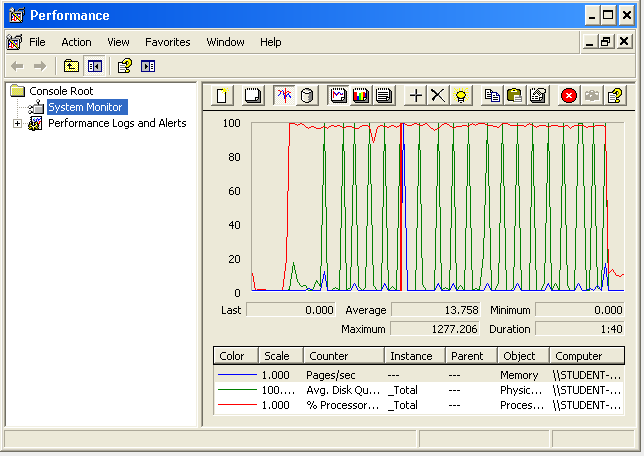 Performance
File Action View Favorites Window Help
Console Root
System Monitor
Performance Logs and Alerts
100
80
60
40
20
0
Last 0.000 Average 13.758 Minimum 0.000
Maximum 1277.206 Duration 1:40
Color Scale Counter Instance Parent Object Computer
1.000 Pages/sec --- --- Memory \\STUDENT-...
100.... Avg. Disk Qu... _Total --- Physic... \\STUDENT-...
1.000 % Processor... _Total --- Proces... \\STUDENT-...